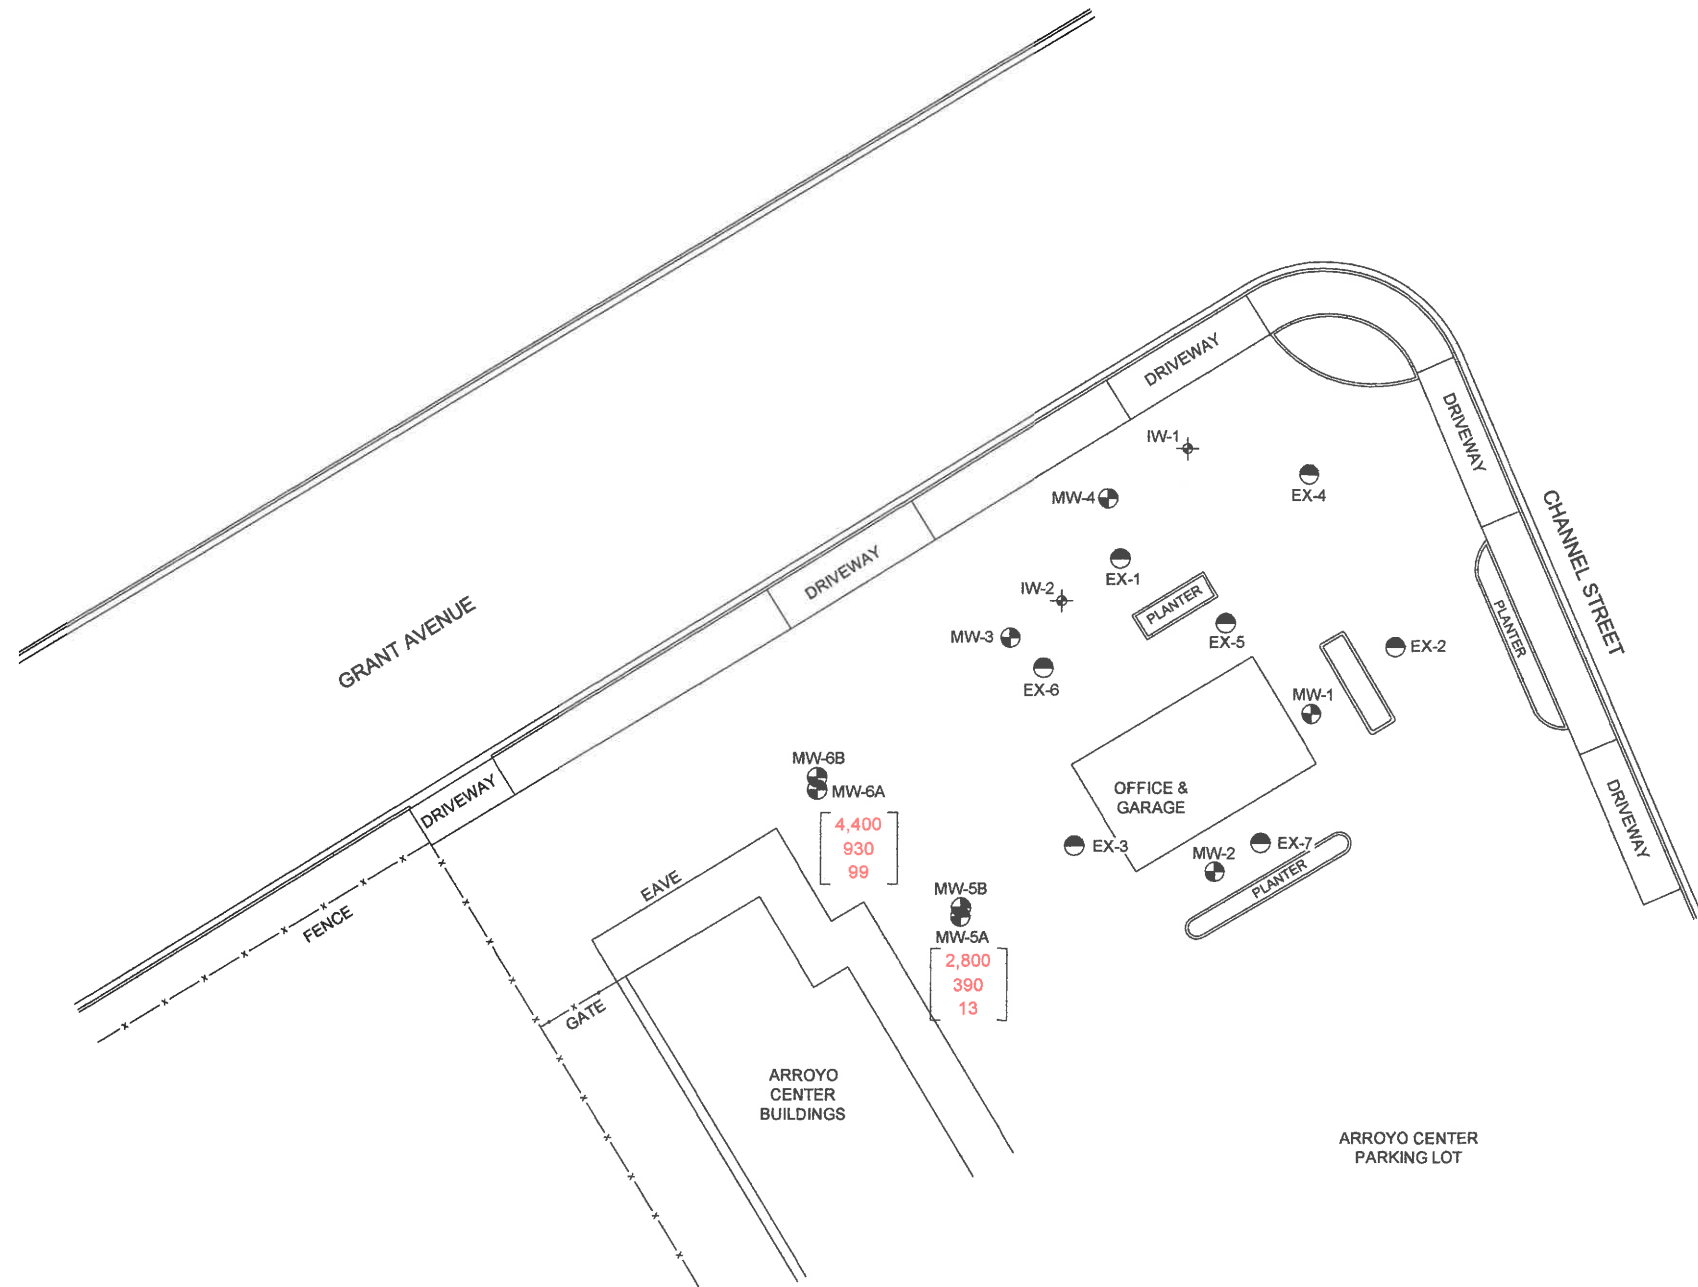 DRIVEWAY
DRIVEWAY
IW-1
EX-4
MW-4
CHANNEL STREET
DRIVEWAY
EX-1
IW-2
PLANTER
PLANTER
MW-3
EX-5
EX-2
GRANT AVENUE
EX-6
MW-1
MW-6B
MW-6A
OFFICE &
GARAGE
DRIVEWAY
DRIVEWAY
4,400
930
99
EX-3
EX-7
MW-2
PLANTER
EAVE
MW-5B
MW-5A
FENCE
2,800
390
13
GATE
ARROYO
CENTER
BUILDINGS
ARROYO CENTER
PARKING LOT